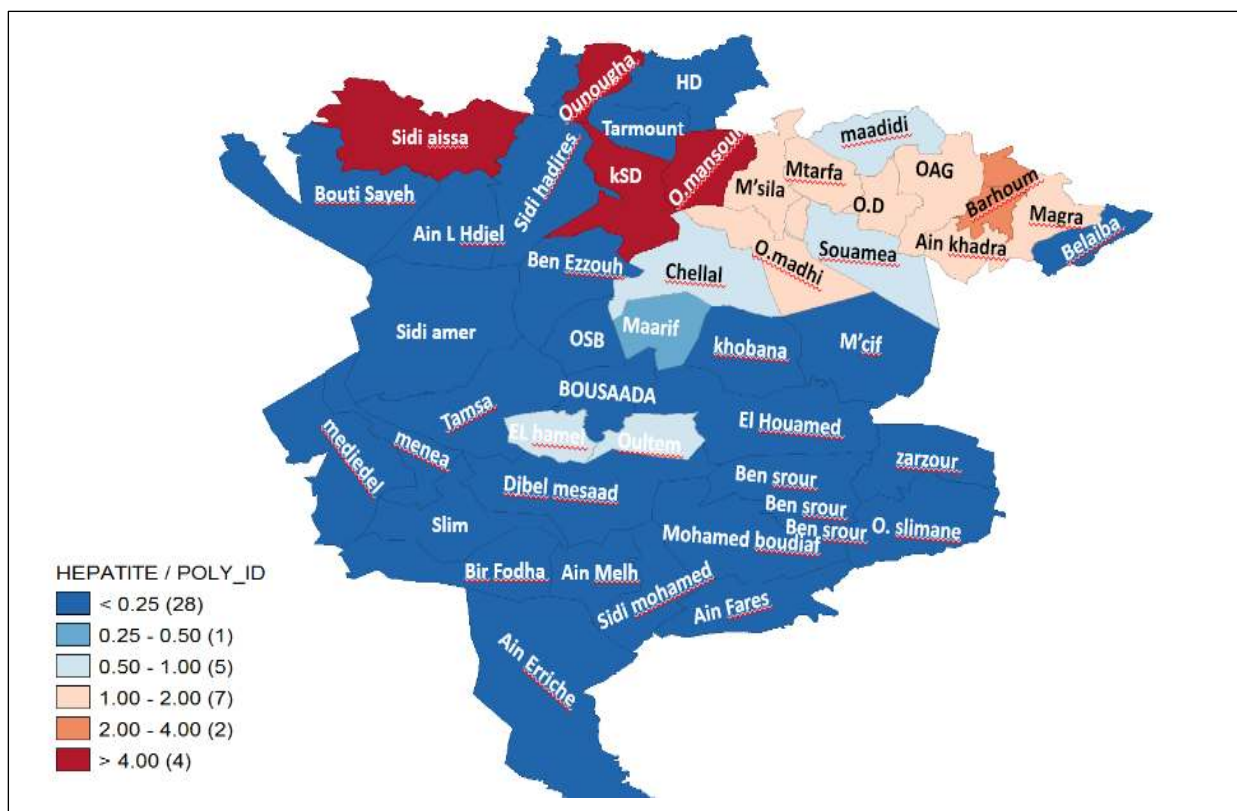 HD
Ounougha
Tarmount
maadidi
Sidi aissa
Sidi hadires
kSD
O.mansour
M'sila
Mtarfa
OAG
Barhoum
O.D
Magra
Bouti Sayeh
Ain L Hdjel
Ain khadra
Belaiba
Souamea
Ben Ezzouh
Chellal
O.madhi
Sidi amer
OSB
Maarif
khobana
M'cif
BOUSAADA
Tamsa
EL hamel
Oultem
El Houamed
mediedel
menea
zarzour
Djbel mesaad
Ben srour
Ben srour
Slim
Mohamed boudiaf
Ben srour
O. slimane
Bir Fodha
Ain Melh
Sidi mohamed
Ain Fares
Ain Erriche
HEPATITE / POLY_ID
< 0.25 (28)
0.25 - 0.50 (1)
0.50 - 1.00 (5)
1.00 - 2.00 (7)
2.00 - 4.00 (2)
> 4.00 (4)